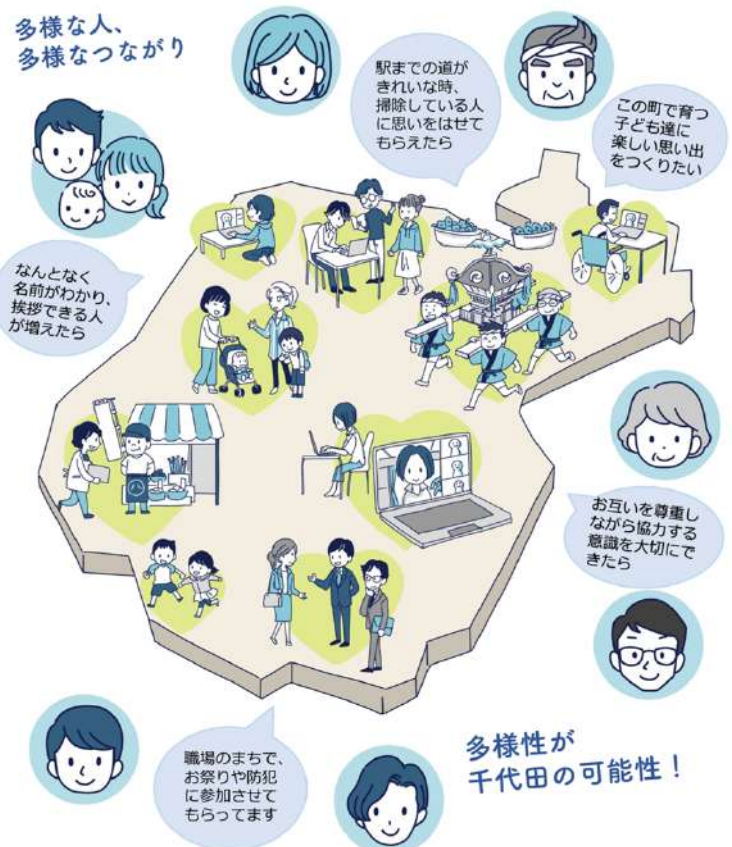 多様な人、
多様なつながり
駅までの道が
きれいな時、
掃除している人
に思いをはせて
もらえたら
この町で育つ
子ども達に
楽しい思い出
をつくりたい
なんとなく
名前がわかり、
挨拶できる人
が増えたら
お互いを尊重し
ながら協力する
意識を大切にで
きたら
職場のまちで、
お祭りや防犯
に参加させて
もらってます
多様性が
千代田の可能性！